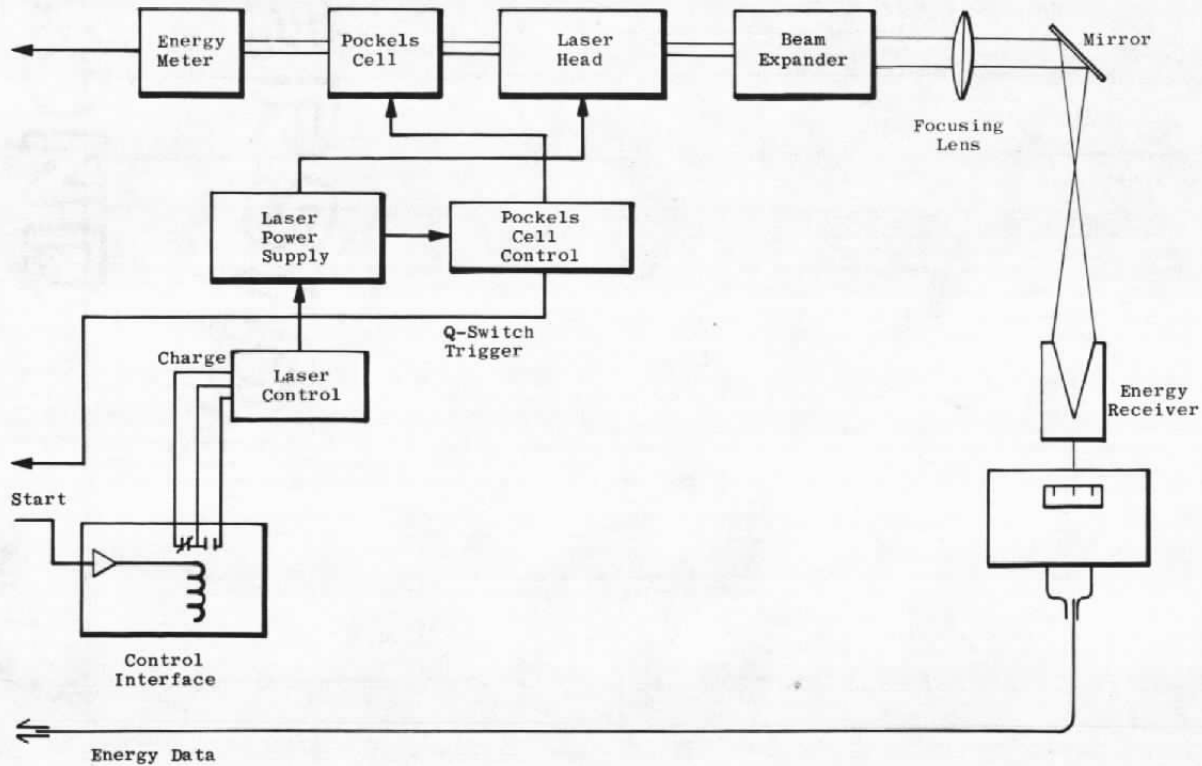 Energy
Meter
Pockels
Cell
Laser
Head
Beam
Expander
Mirror
Focusing
Lens
Laser
Power
Supply
Pockels
Cell
Control
Q-Switch
Trigger
Charge
Laser
Control
Energy
Receiver
Start
Control
Interface
Energy Data